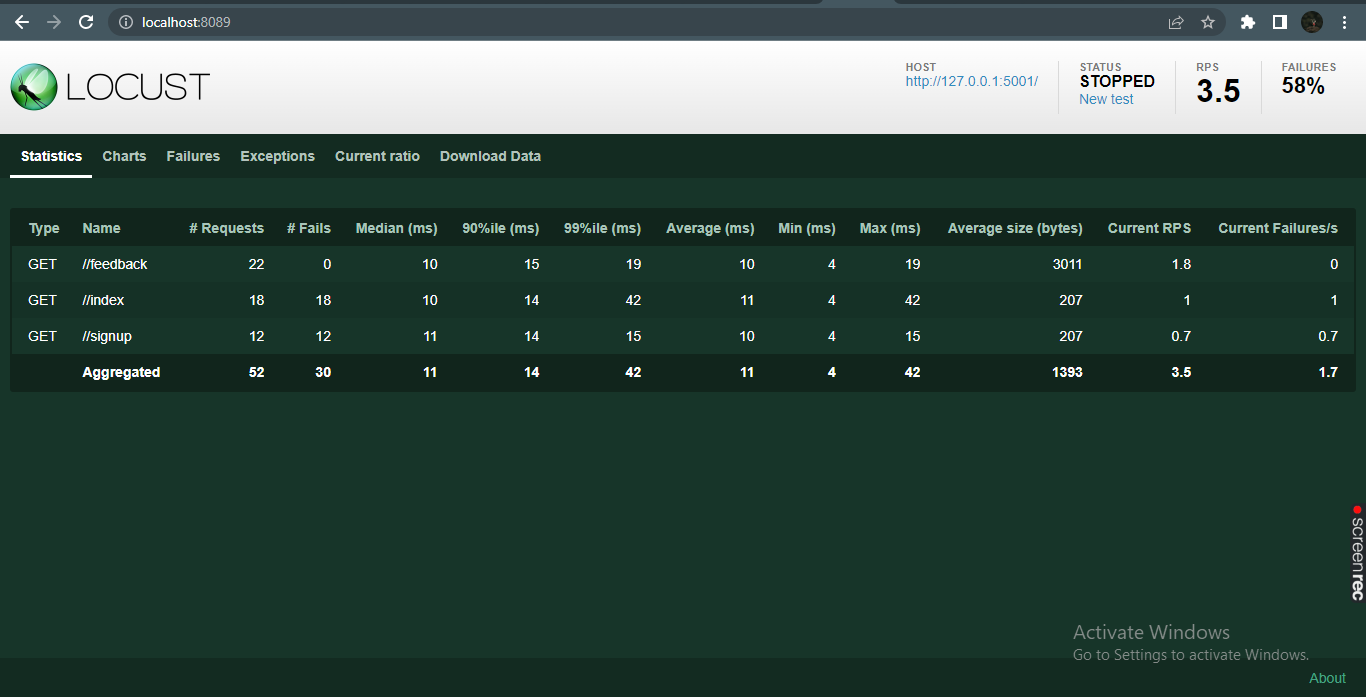 localhost:8089
LOCUST
HOST
http://127.0.0.1:5001/
STATUS
STOPPED
New test
RPS
3.5
FAILURES
58%
Statistics Charts Failures Exceptions Current ratio Download Data
Type Name # Requests # Fails Median (ms) 90%ile (ms) 99%ile (ms) Average (ms) Min (ms) Max (ms) Average size (bytes) Current RPS Current Failures/s
GET //feedback 22 0 10 15 19 10 4 19 3011 1.8 0
GET //index 18 18 10 14 42 11 4 42 207 1 1
GET //signup 12 12 11 14 15 10 4 15 207 0.7 0.7
Aggregated 52 30 11 14 42 11 4 42 1393 3.5 1.7
screenrec
Activate Windows
Go to Settings to activate Windows.
About